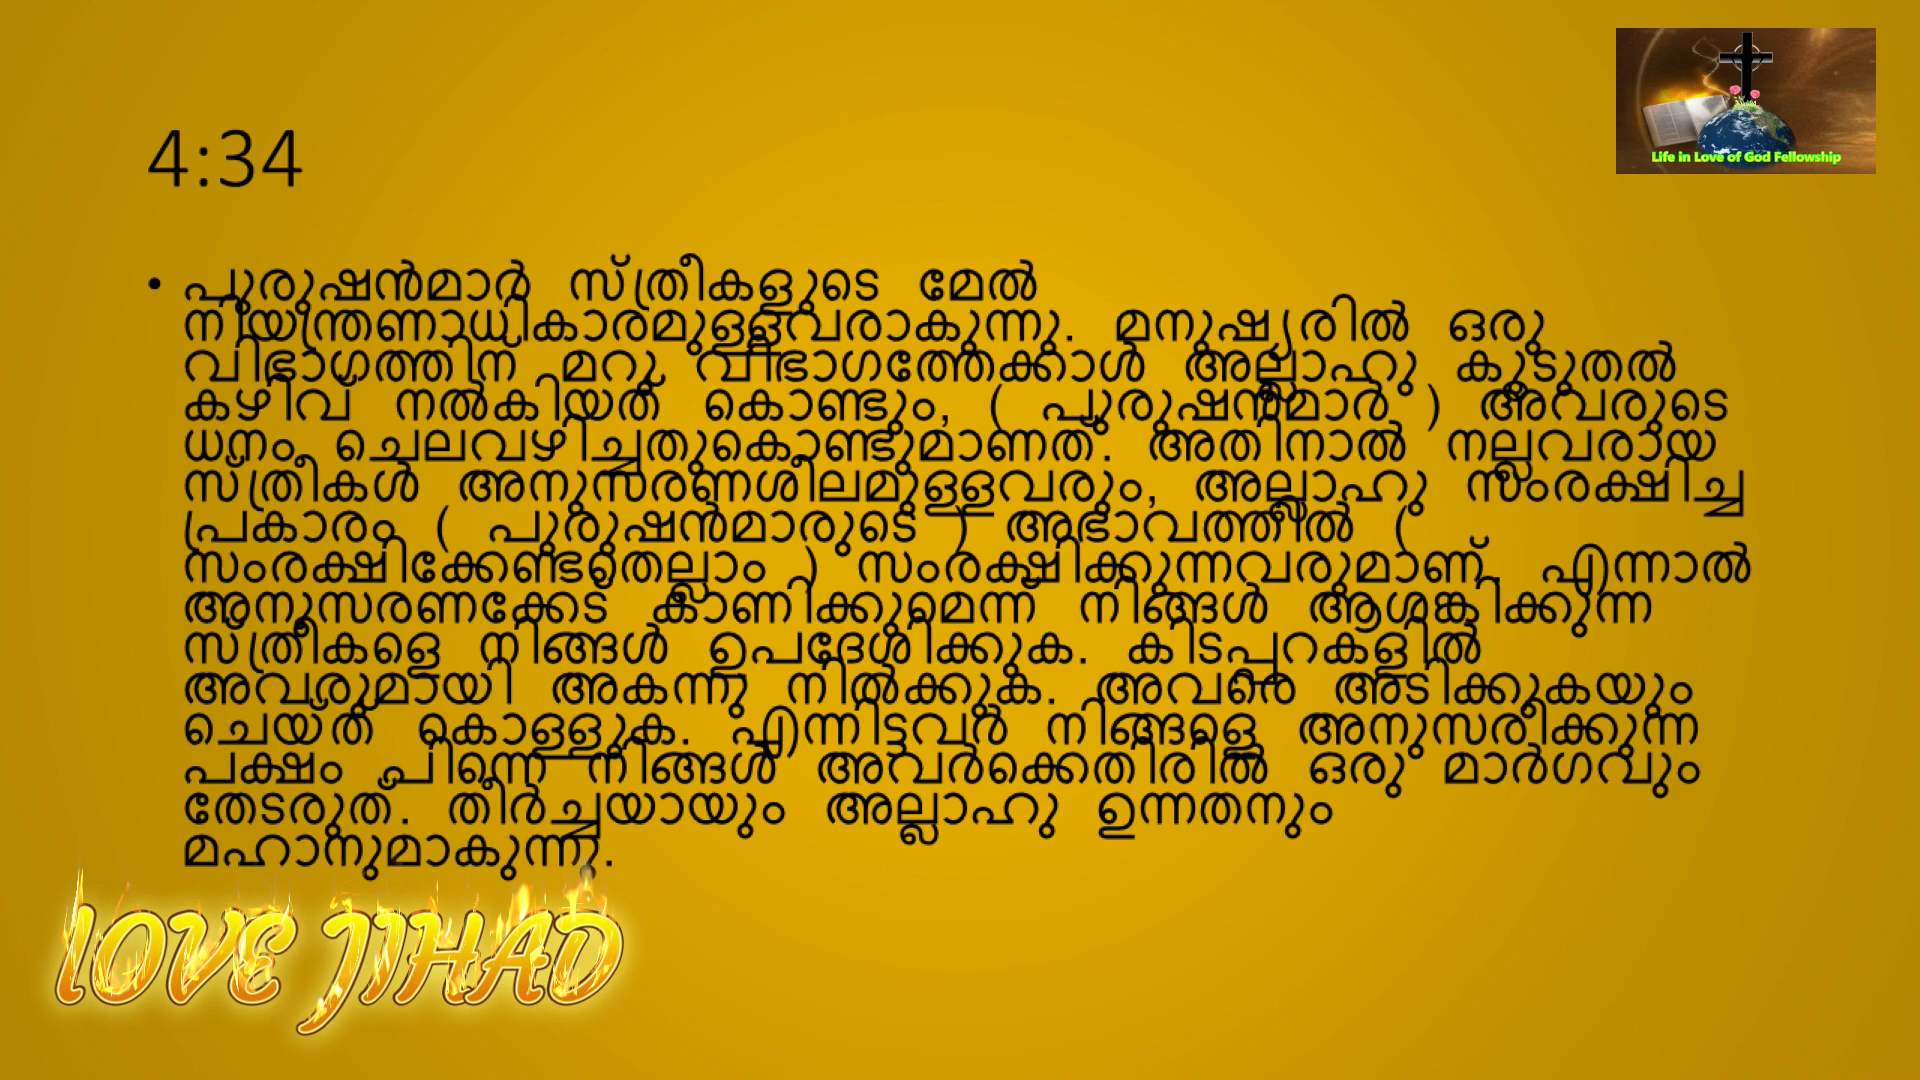 4:34
Life in Love of God Fellowship
• പുരുഷൻമാർ സ്ത്രീകളുടെ മേൽ
നിയന്ത്രണാധികാരമുള്ളവരാകുന്നു. മനുഷ്യരിൽ ഒരു
വിഭാഗത്തിന് മറു വിഭാഗത്തേക്കാൾ അല്ലാഹു കൂടുതൽ
കഴിവ് നൽകിയത് കൊണ്ടും, ( പുരുഷൻമാർ ) അവരുടെ
ധനം ചെലവഴിച്ചതുകൊണ്ടുമാണത്. അതിനാൽ നല്ലവരായ
സ്ത്രീകൾ അനുസരണശീലമുള്ളവരും, അല്ലാഹു സംരക്ഷിച്ച
പ്രകാരം ( പുരുഷൻമാരുടെ ) അഭാവത്തിൽ (
സംരക്ഷിക്കേണ്ടതെല്ലാം ) സംരക്ഷിക്കുന്നവരുമാണ്. എന്നാൽ
അനുസരണക്കേട് കാണിക്കുമെന്ന് നിങ്ങൾ ആശങ്കിക്കുന്ന
സ്ത്രീകളെ നിങ്ങൾ ഉപദേശിക്കുക. കിടപ്പറകളിൽ
അവരുമായി അകന്നു നിൽക്കുക. അവരെ അടിക്കുകയും
ചെയ്ത് കൊള്ളുക. എന്നിട്ടവർ നിങ്ങളെ അനുസരിക്കുന്ന
പക്ഷം പിന്നെ നിങ്ങൾ അവർക്കെതിരിൽ ഒരു മാർഗവും
തേടരുത്. തീർച്ചയായും അല്ലാഹു ഉന്നതനും
മഹാനുമാകുന്നു.
LOVE JIHAD